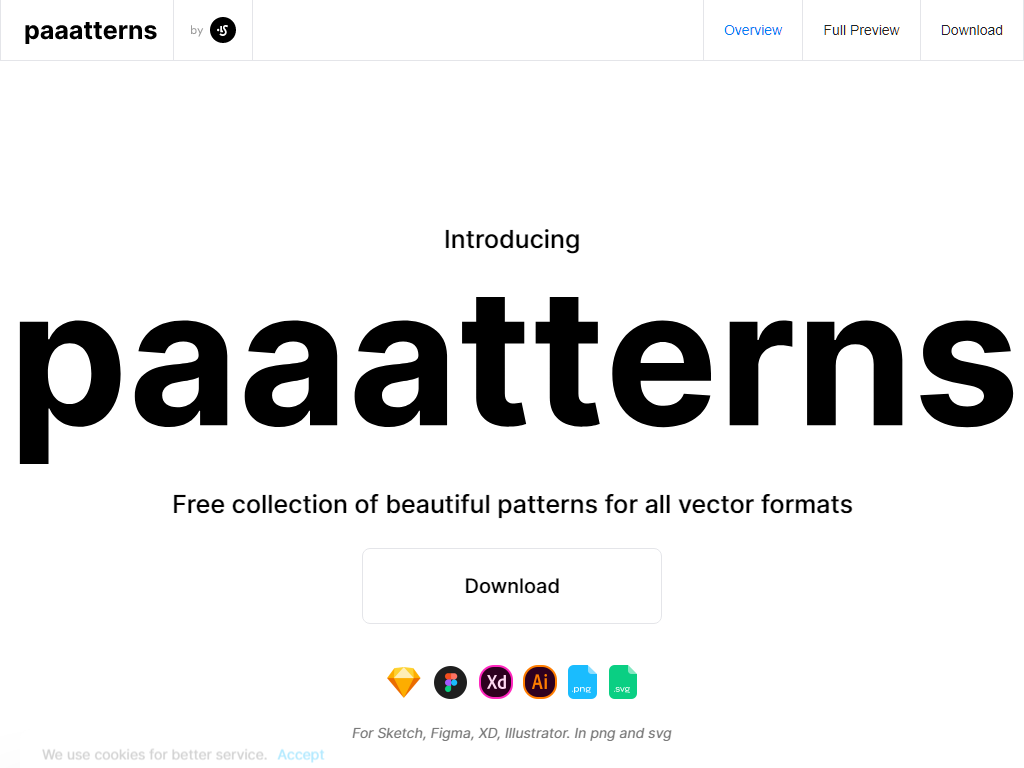 paaatterns
by
Overview
Full Preview
Download
Introducing
paaatterns
Free collection of beautiful patterns for all vector formats
Download
Xd
Ai
.png
.svg
For Sketch, Figma, XD, Illustrator. In png and svg
We use cookies for better service. Accept